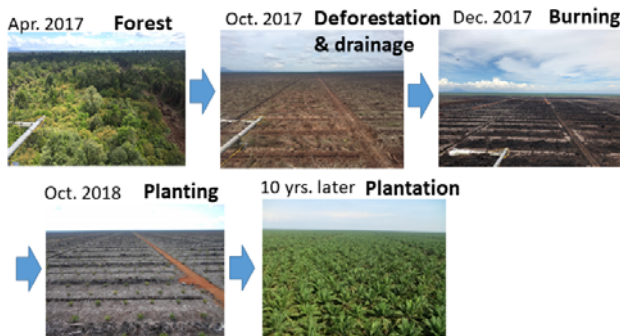 Apr. 2017 Forest
Oct. 2017 Deforestation
& drainage
Dec. 2017 Burning
Oct. 2018 Planting
10 yrs. later Plantation